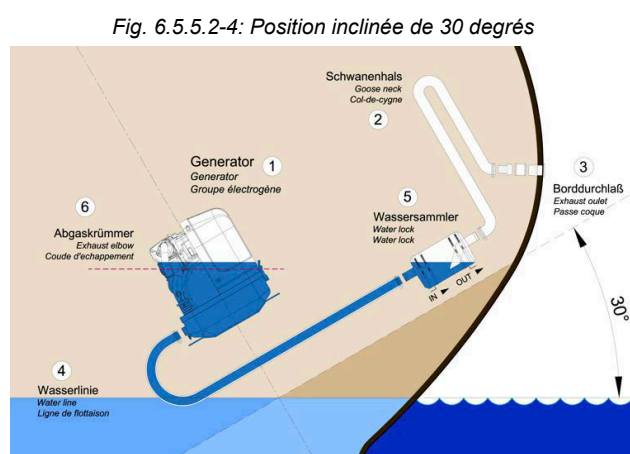 Fig. 6.5.5.2-4: Position inclinée de 30 degrés
Schwanenhals
Goose neck
Col-de-cygne
2
Generator
Generator
Groupe électrogène
1
3
Borddurchlaß
Exhaust oulet
Passe coque
6
Abgaskrümmer
Exhaust elbow
Coude d'echappement
5
Wassersammler
Water lock
Water lock
IN
OUT
30°
4
Wasserlinie
Water line
Ligne de flottaison